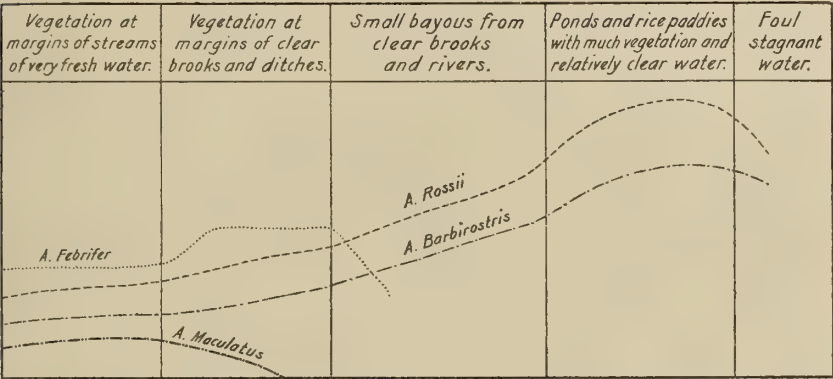 Vegetation at
margins of streams
of very fresh water.
Vegetation at
margins of clear
brooks and ditches.
Small bayous from
clear brooks
and rivers.
Ponds and rice paddies
with much vegetation and
relatively clear water.
Foul
stagnant
water.
A. Rossii
A. Barbirostris
A. Febrifer
A. Maculatus